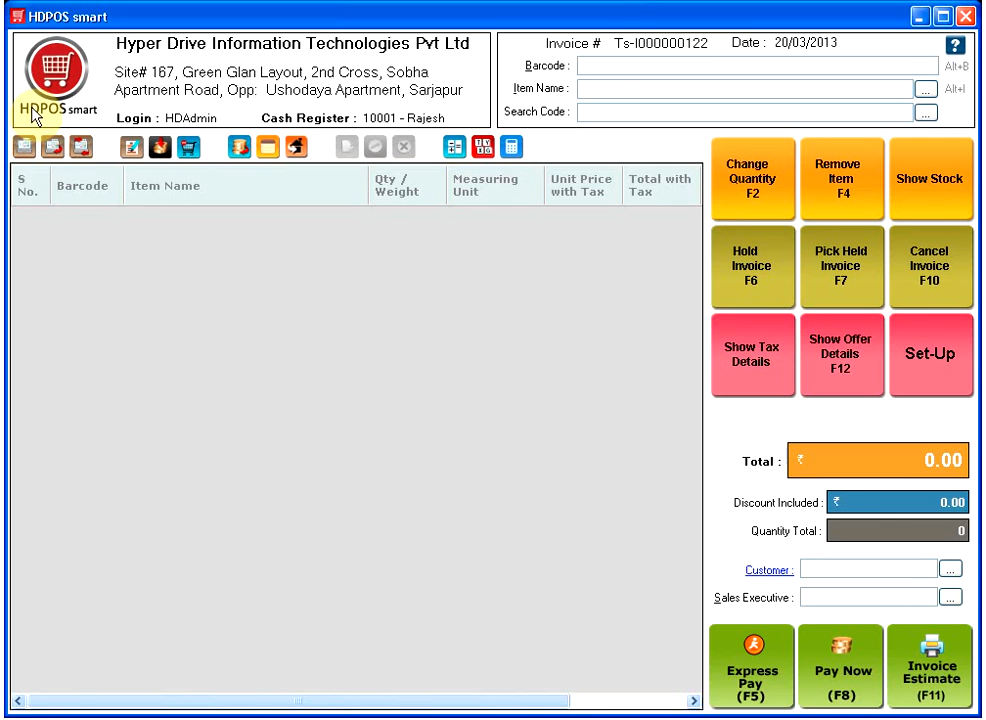 HDPOS smart
Hyper Drive Information Technologies Pvt Ltd
Site# 167, Green Glan Layout, 2nd Cross, Sobha
Apartment Road, Opp: Ushodaya Apartment, Sarjapur
HDPOS smart
Login : HDAdmin Cash Register : 10001 - Rajesh
Invoice # Ts-I000000122 Date : 20/03/2013
?
Barcode : Alt+B
Item Name : ... Alt+I
Search Code : ...
S No.
Barcode
Item Name
Qty / Weight
Measuring Unit
Unit Price with Tax
Total with Tax
Change
Quantity
F2
Remove
Item
F4
Show Stock
Hold
Invoice
F6
Pick Held
Invoice
F7
Cancel
Invoice
F10
Show Tax
Details
Show Offer
Details
F12
Set-Up
Total : ₹ 0.00
Discount Included : ₹ 0.00
Quantity Total : 0
Customer : ...
Sales Executive : ...
Express
Pay
(F5)
Pay Now
(F8)
Invoice
Estimate
(F11)